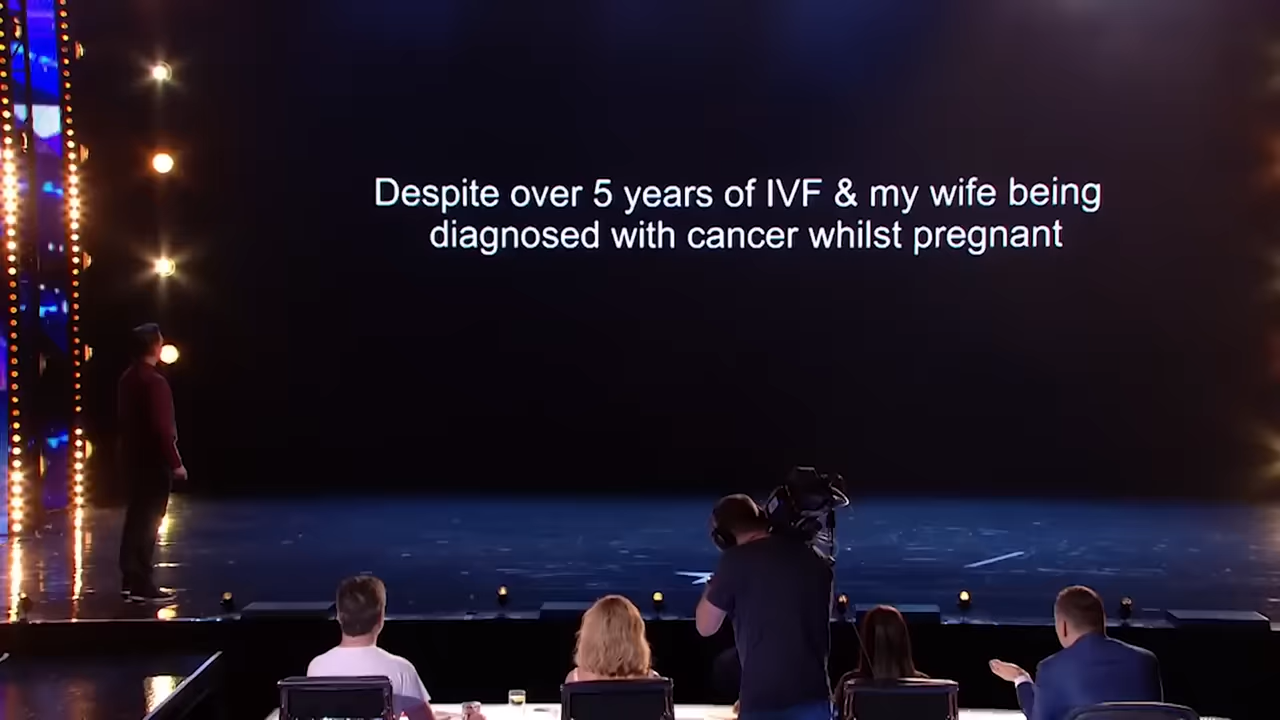 Despite over 5 years of IVF & my wife being
diagnosed with cancer whilst pregnant